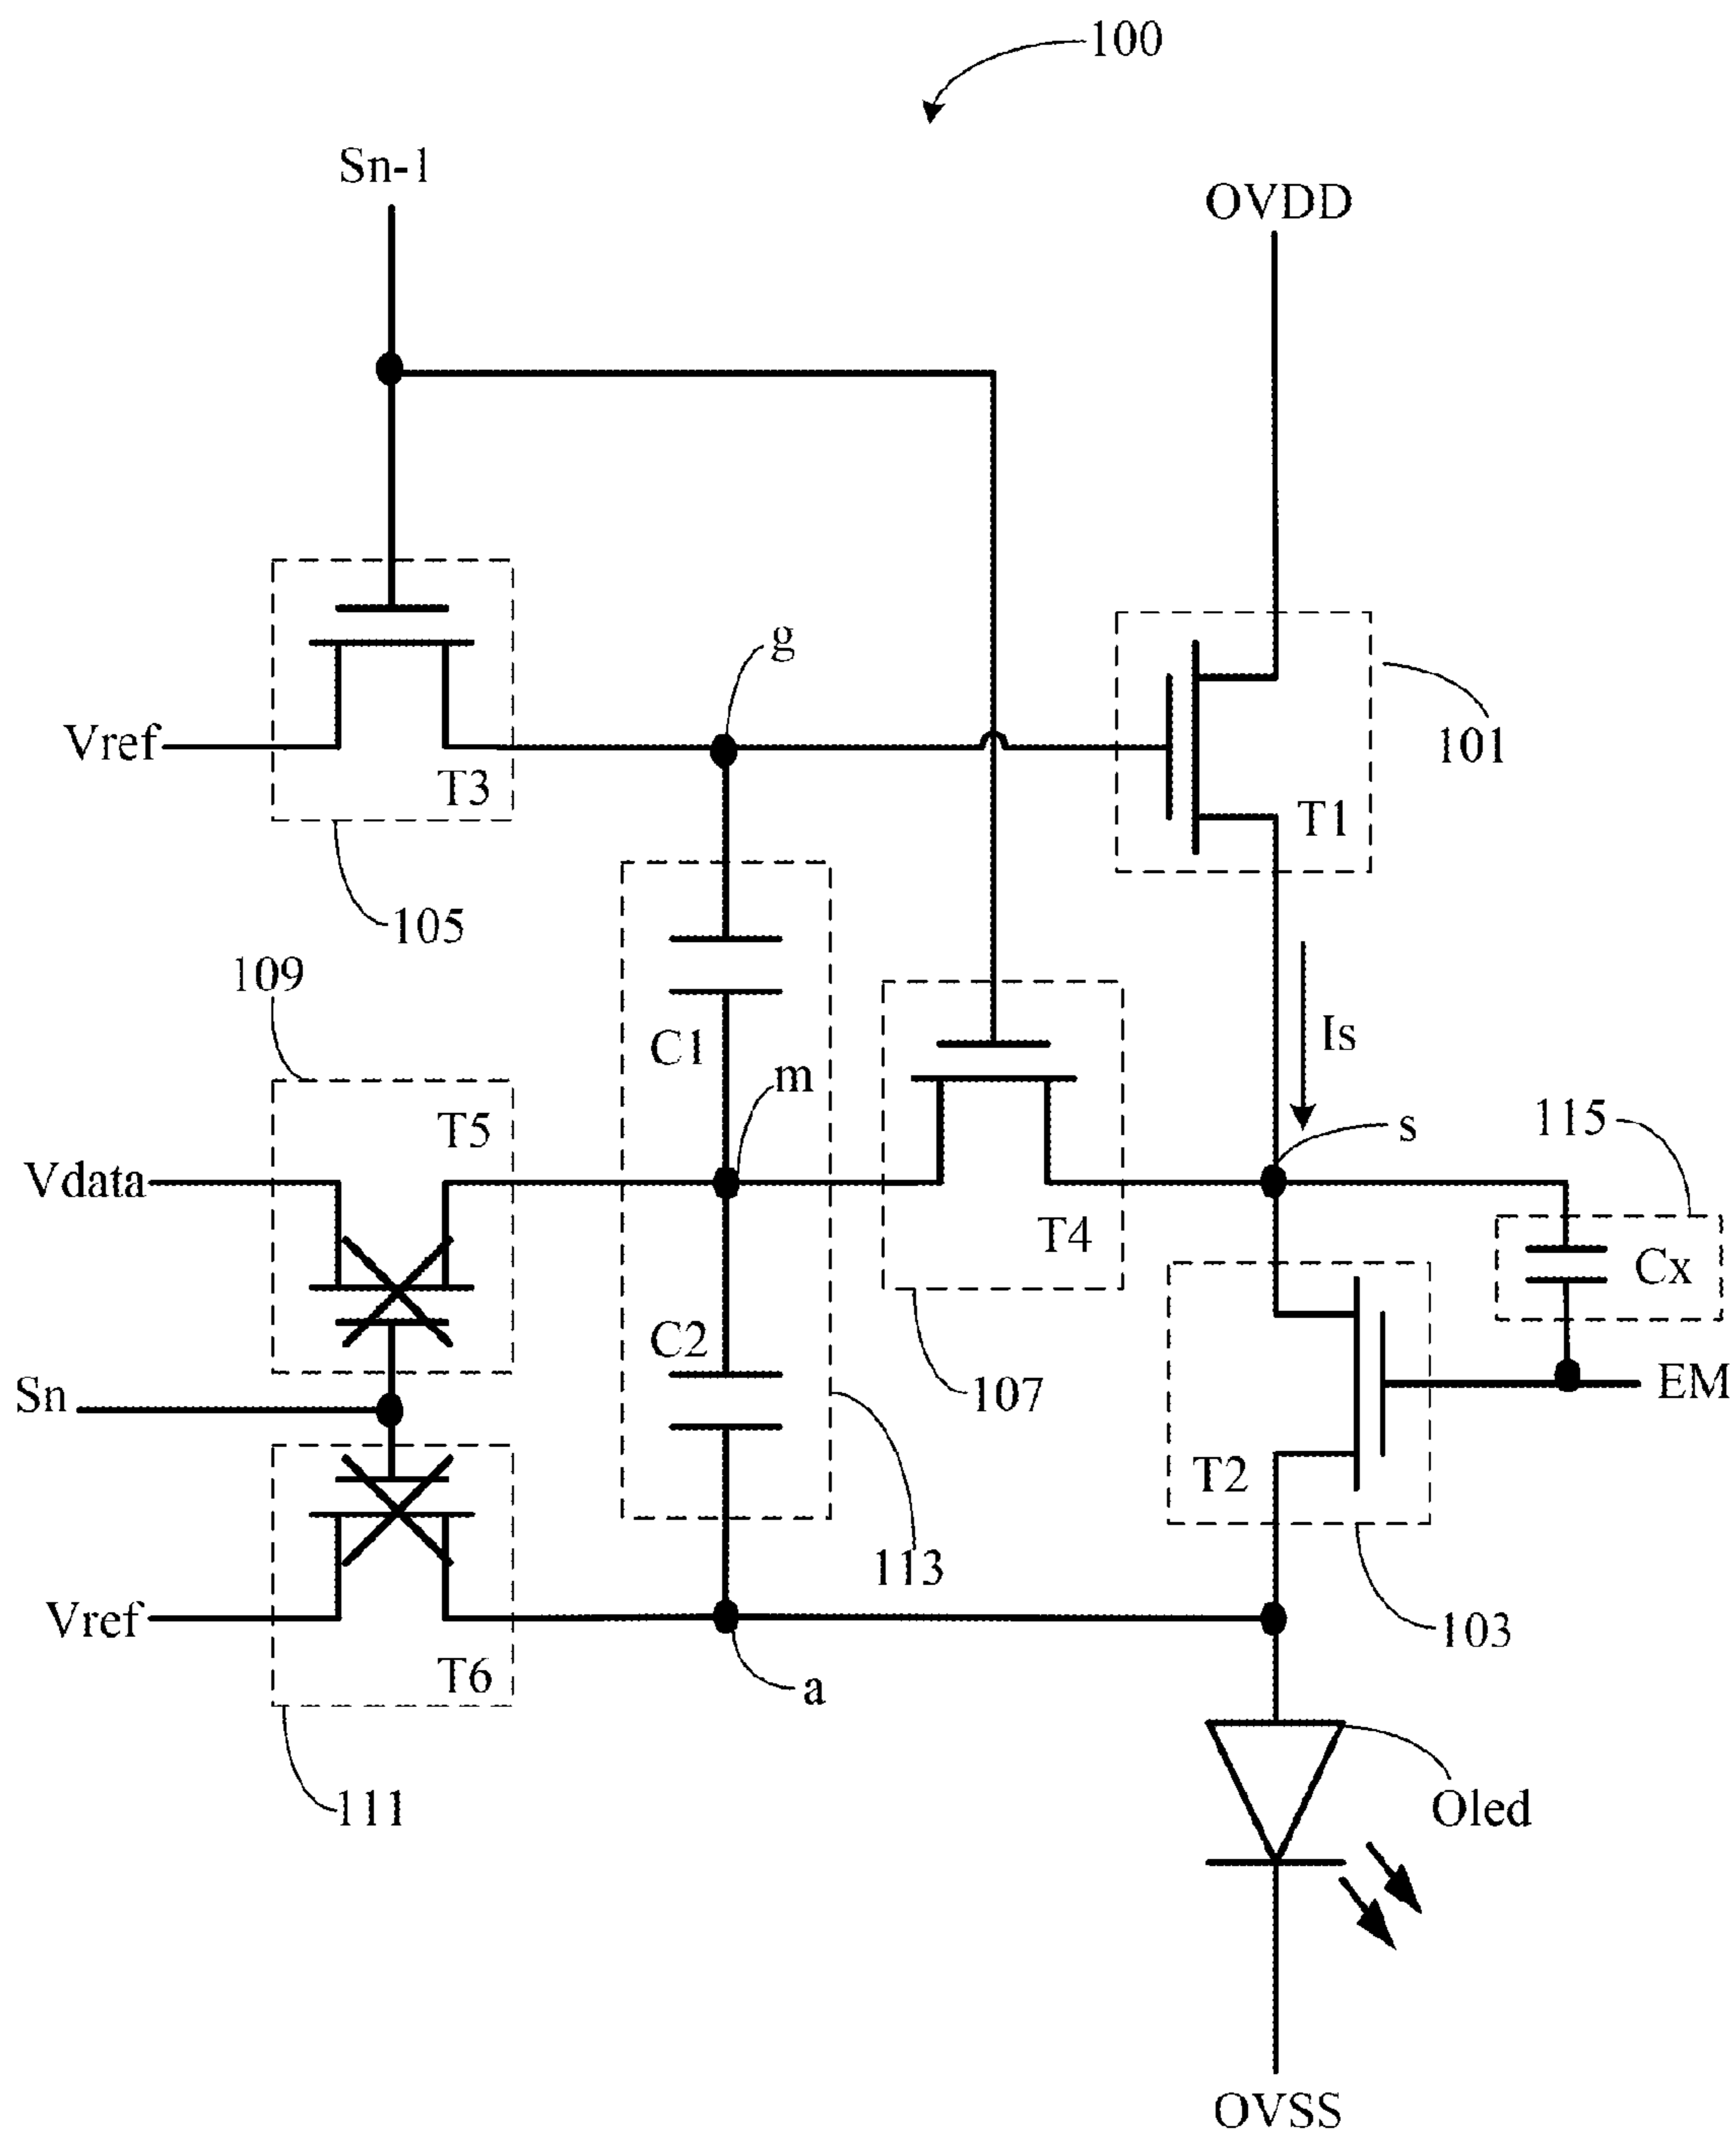 100
Sn-1
OVDD
g
101
Vref
T3
T1
105
109
C1
Is
m
T5
115
s
Vdata
T4
Cx
C2
Sn
107
EM
T2
113
Vref
103
T6
a
111
Oled
OVSS